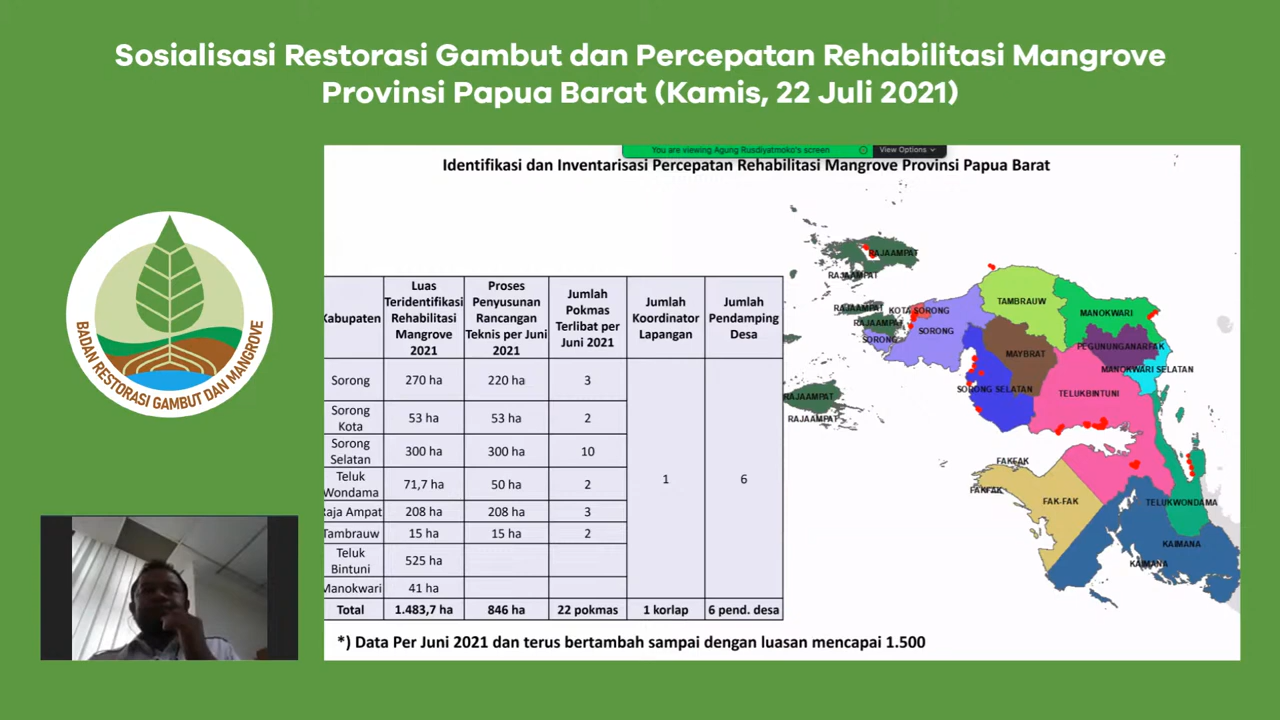 Sosialisasi Restorasi Gambut dan Percepatan Rehabilitasi Mangrove
Provinsi Papua Barat (Kamis, 22 Juli 2021)
You are viewing Agung Rusdiyatmoko's screen
View Options
Identifikasi dan Inventarisasi Percepatan Rehabilitasi Mangrove Provinsi Papua Barat
BADAN RESTORASI GAMBUT DAN MANGROVE
Kabupaten
Luas
Teridentifikasi
Rehabilitasi
Mangrove
2021
Proses
Penyusunan
Rancangan
Teknis per Juni
2021
Jumlah
Pokmas
Terlibat per
Juni 2021
Jumlah
Koordinator
Lapangan
Jumlah
Pendamping
Desa
Sorong 270 ha 220 ha 3
Sorong
Kota 53 ha 53 ha 2
Sorong
Selatan 300 ha 300 ha 10
Teluk
Wondama 71,7 ha 50 ha 2
1 6
Raja Ampat 208 ha 208 ha 3
Tambrauw 15 ha 15 ha 2
Teluk
Bintuni 525 ha
Manokwari 41 ha
Total 1.483,7 ha 846 ha 22 pokmas 1 korlap 6 pend. desa
*) Data Per Juni 2021 dan terus bertambah sampai dengan luasan mencapai 1.500
RAJAAMPAT
RAJAAMPAT
RAJAAMPAT
RAJAAMPAT
KOTA SORONG
SORONG
SORONG
TAMBRAUW
MANOKWARI
PEGUNUNGANARFAK
MAYBRAT
MANOKWARI SELATAN
SORONG SELATAN
TELUKBINTUNI
RAJAAMPAT
RAJAAMPAT
FAKFAK
FAKFAK
FAK-FAK
TELUKWONDAMA
KAIMANA
KAIMANA